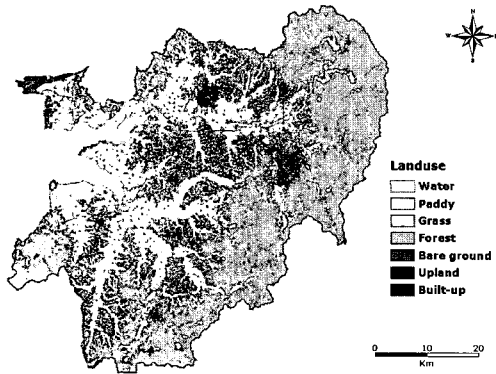 N
W E
S
Landuse
Water
Paddy
Grass
Forest
Bare ground
Upland
Built-up
0 10 20
Km